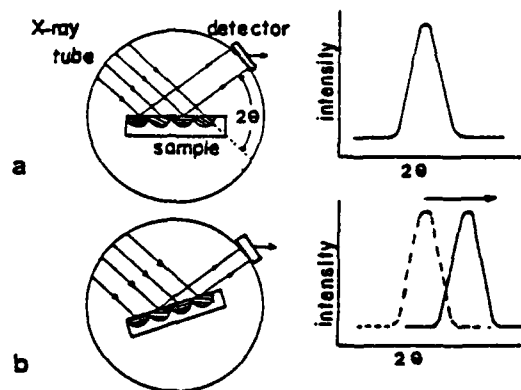 X-ray
tube
detector
2θ
sample
a
intensity
2θ
b
intensity
2θ